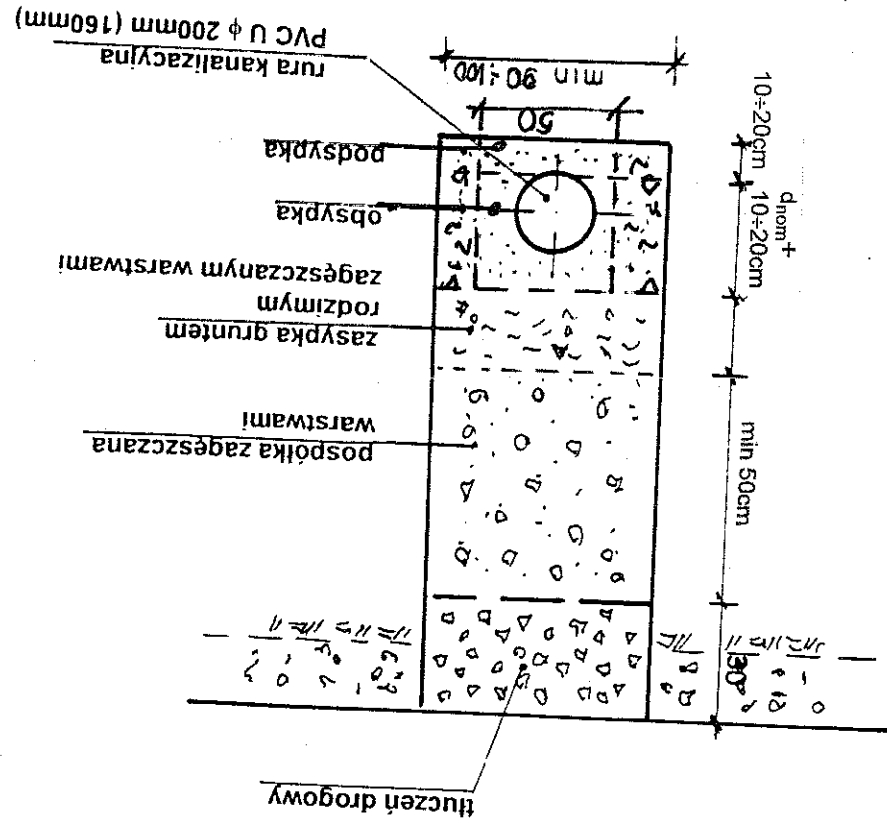 tłuczeń drogowy
30
pospółka zagęszczana
warstwami
min 50cm
zasypka gruntem
rodzimym
zagęszczanym warstwami
obsypka
d nom+
10÷20cm
podsypka
10÷20cm
50
min 90÷100
rura kanalizacyjna
PVC U φ 200mm (160mm)